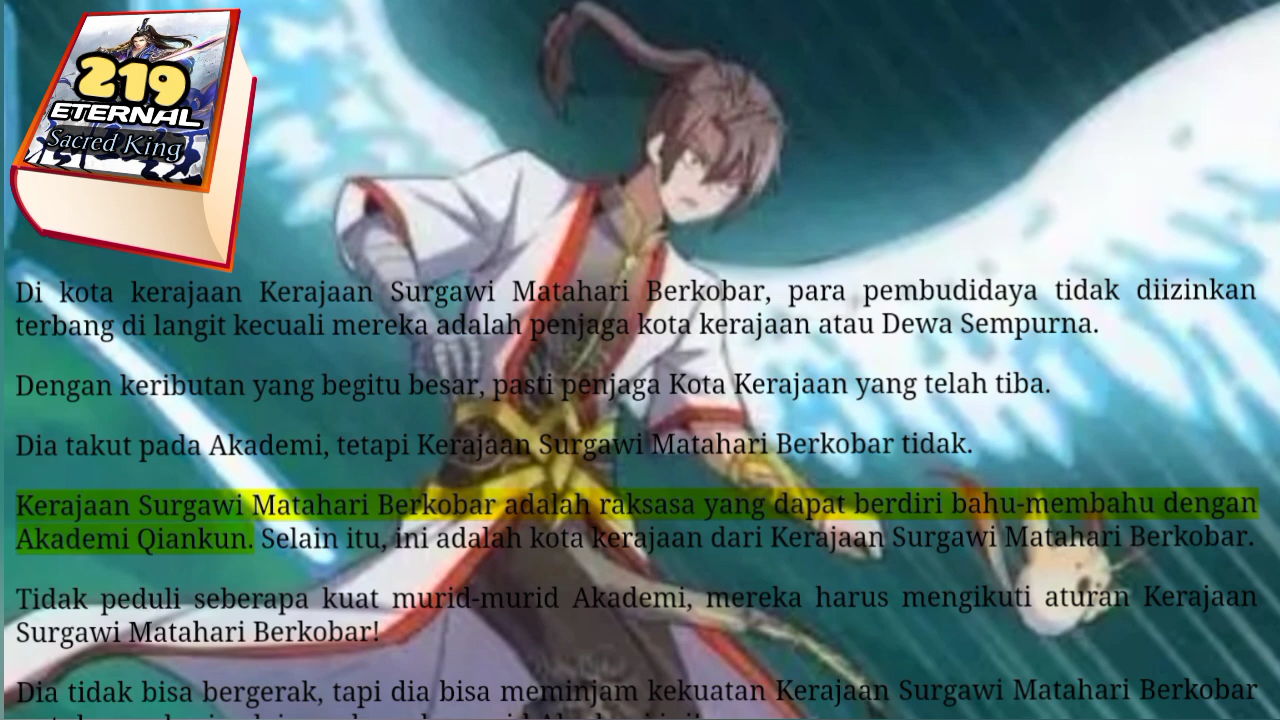 219
ETERNAL
Sacred King
Di kota kerajaan Kerajaan Surgawi Matahari Berkobar, para pembudidaya tidak diizinkan
terbang di langit kecuali mereka adalah penjaga kota kerajaan atau Dewa Sempurna.
Dengan keributan yang begitu besar, pasti penjaga Kota Kerajaan yang telah tiba.
Dia takut pada Akademi, tetapi Kerajaan Surgawi Matahari Berkobar tidak.
Kerajaan Surgawi Matahari Berkobar adalah raksasa yang dapat berdiri bahu-membahu dengan
Akademi Qiankun. Selain itu, ini adalah kota kerajaan dari Kerajaan Surgawi Matahari Berkobar.
Tidak peduli seberapa kuat murid-murid Akademi, mereka harus mengikuti aturan Kerajaan
Surgawi Matahari Berkobar!
Dia tidak bisa bergerak, tapi dia bisa meminjam kekuatan Kerajaan Surgawi Matahari Berkobar